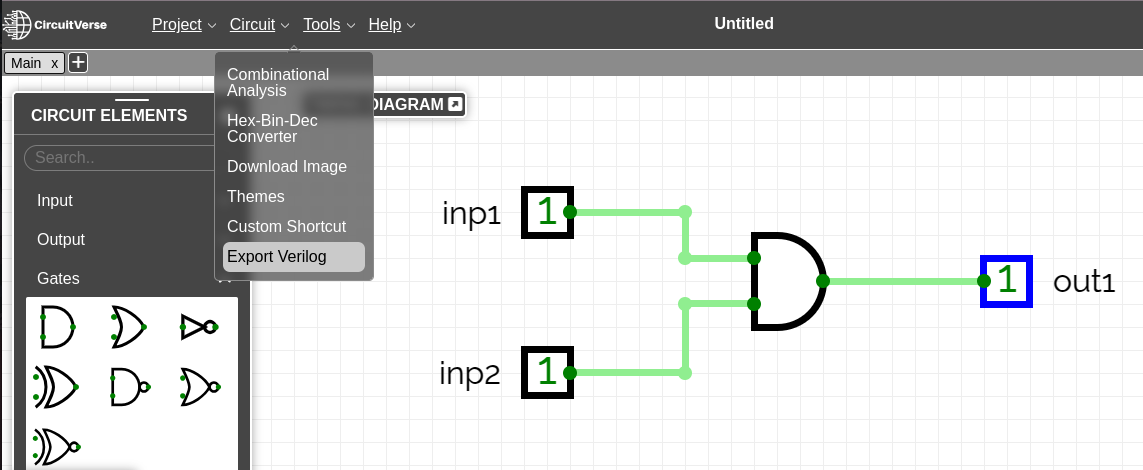 CircuitVerse
Project Circuit Tools Help
Untitled
Main x +
Combinational
Analysis
Hex-Bin-Dec
Converter
Download Image
Themes
Custom Shortcut
Export Verilog
DIAGRAM
CIRCUIT ELEMENTS
Search..
Input
Output
Gates
inp1 1
1 out1
inp2 1